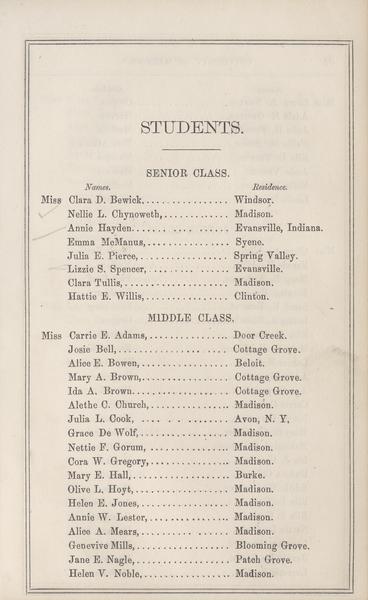 STUDENTS.
SENIOR CLASS.
Names. Residence.
Miss Clara D. Bewick................. Windsor.
Nellie L. Chynoweth,............. Madison.
Annie Hayden................... Evansville, Indiana.
Emma McManus,................ Syene.
Julia E. Pierce,................. Spring Valley.
Lizzie S. Spencer,................ Evansville.
Clara Tullis,..................... Madison.
Hattie E. Willis,................. Clinton.
MIDDLE CLASS.
Miss Carrie E. Adams,............... Door Creek.
Josie Bell,..................... Cottage Grove.
Alice E. Bowen,................. Beloit.
Mary A. Brown,................. Cottage Grove.
Ida A. Brown................... Cottage Grove.
Alethe C. Church,................ Madison.
Julia L. Cook, ................. Avon, N. Y,
Grace De Wolf,.................. Madison.
Nettie F. Gorum, ................ Madison.
Cora W. Gregory,................ Madison.
Mary E. Hall,................... Burke.
Olive L. Hoyt,................... Madison.
Helen E. Jones,.................. Madison.
Annie W. Lester,................. Madison.
Alice A. Mears,.................. Madison.
Genevive Mills,.................. Blooming Grove.
Jane E. Nagle,................... Patch Grove.
Helen V. Noble,.................. Madison.